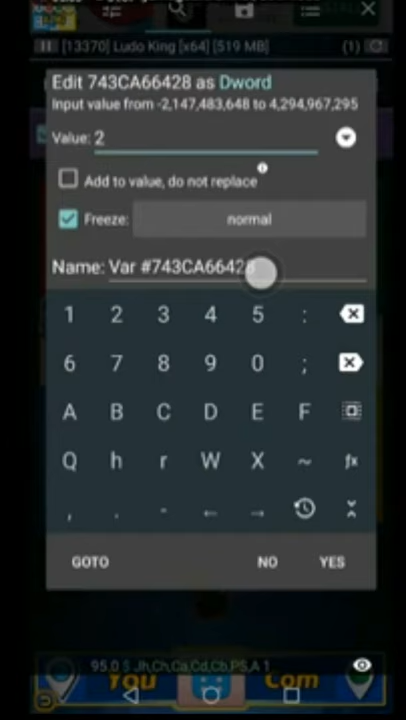 [13370] Ludo King [x64] [519 MB] (1)
Edit 743CA66428 as Dword
Input value from -2,147,483,648 to 4,294,967,295
Value: 2
Add to value, do not replace
Freeze: normal
Name: Var #743CA66428
1 2 3 4 5 :
6 7 8 9 0 ;
A B C D E F
Q h r W X ~ fx
, . - ← →
GOTO NO YES
95.0 S Jh,Ch,Ca,Cd,Cb,PS,A 1
You Com